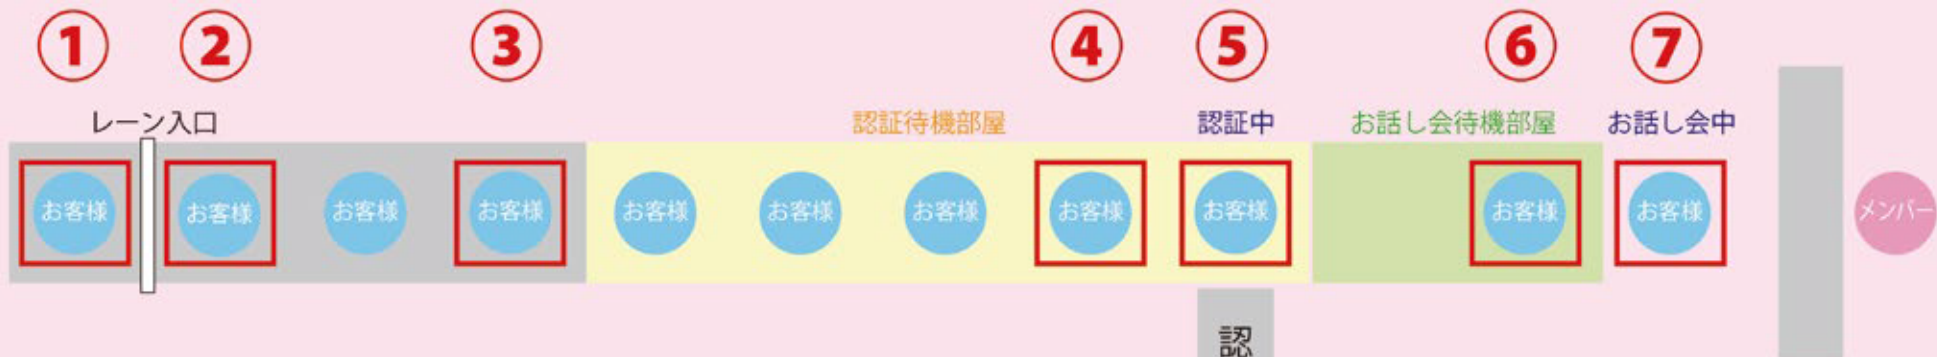 ① ② ③ ④ ⑤ ⑥ ⑦
レーン入口 認証待機部屋 認証中 お話し会待機部屋 お話し会中
お客様 お客様 お客様 お客様 お客様 お客様 お客様 お客様 お客様 お客様 お客様 メンバー
認